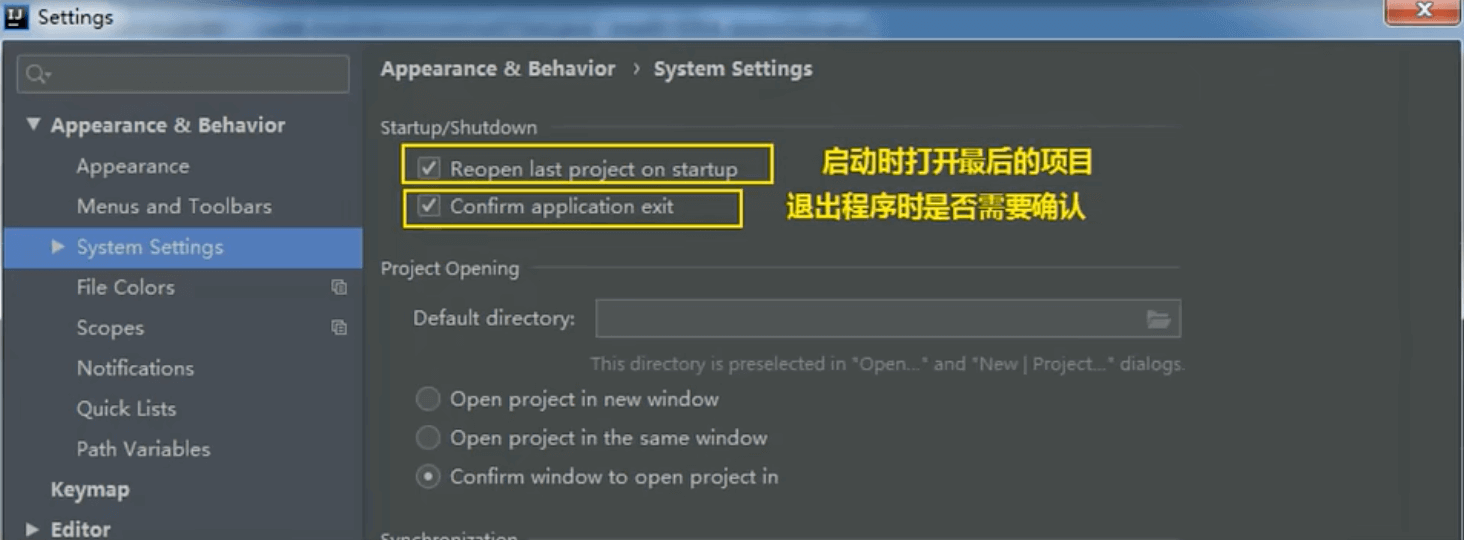 Settings
Appearance & Behavior
Appearance
Menus and Toolbars
System Settings
File Colors
Scopes
Notifications
Quick Lists
Path Variables
Keymap
Editor
Appearance & Behavior › System Settings
Startup/Shutdown
Reopen last project on startup 启动时打开最后的项目
Confirm application exit 退出程序时是否需要确认
Project Opening
Default directory:
This directory is preselected in "Open..." and "New | Project..." dialogs.
Open project in new window
Open project in the same window
Confirm window to open project in
Synchronization